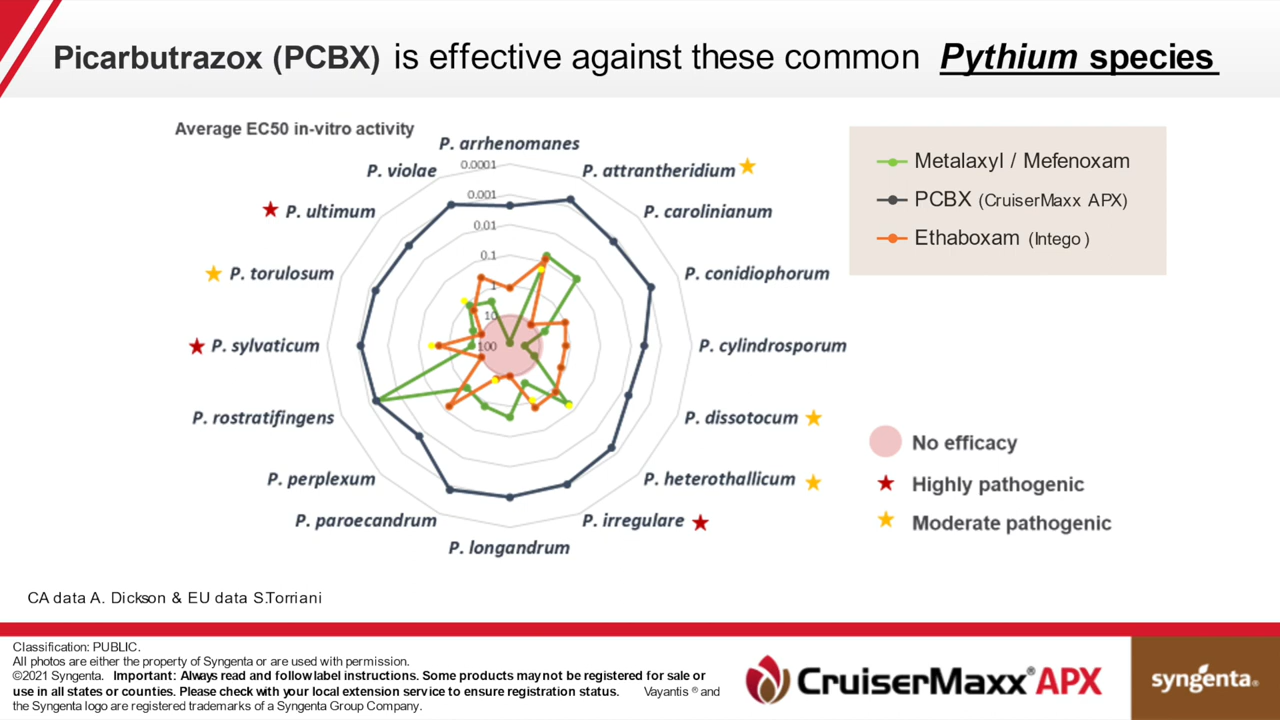 Picarbutrazox (PCBX) is effective against these common Pythium species
Average EC50 in-vitro activity
P. arrhenomanes
P. attrantheridium
P. carolinianum
P. conidiophorum
P. cylindrosporum
P. dissotocum
P. heterothallicum
P. irregulare
P. longandrum
P. paroecandrum
P. perplexum
P. rostratifingens
P. sylvaticum
P. torulosum
P. ultimum
P. violae
0.0001
0.001
0.01
0.1
1
10
100
Metalaxyl / Mefenoxam
PCBX (CruiserMaxx APX)
Ethaboxam (Intego)
No efficacy
Highly pathogenic
Moderate pathogenic
CA data A. Dickson & EU data S.Torriani
Classification: PUBLIC.
All photos are either the property of Syngenta or are used with permission.
©2021 Syngenta. Important: Always read and follow label instructions. Some products may not be registered for sale or
use in all states or counties. Please check with your local extension service to ensure registration status. Vayantis ® and
the Syngenta logo are registered trademarks of a Syngenta Group Company.
CruiserMaxx® APX
syngenta®